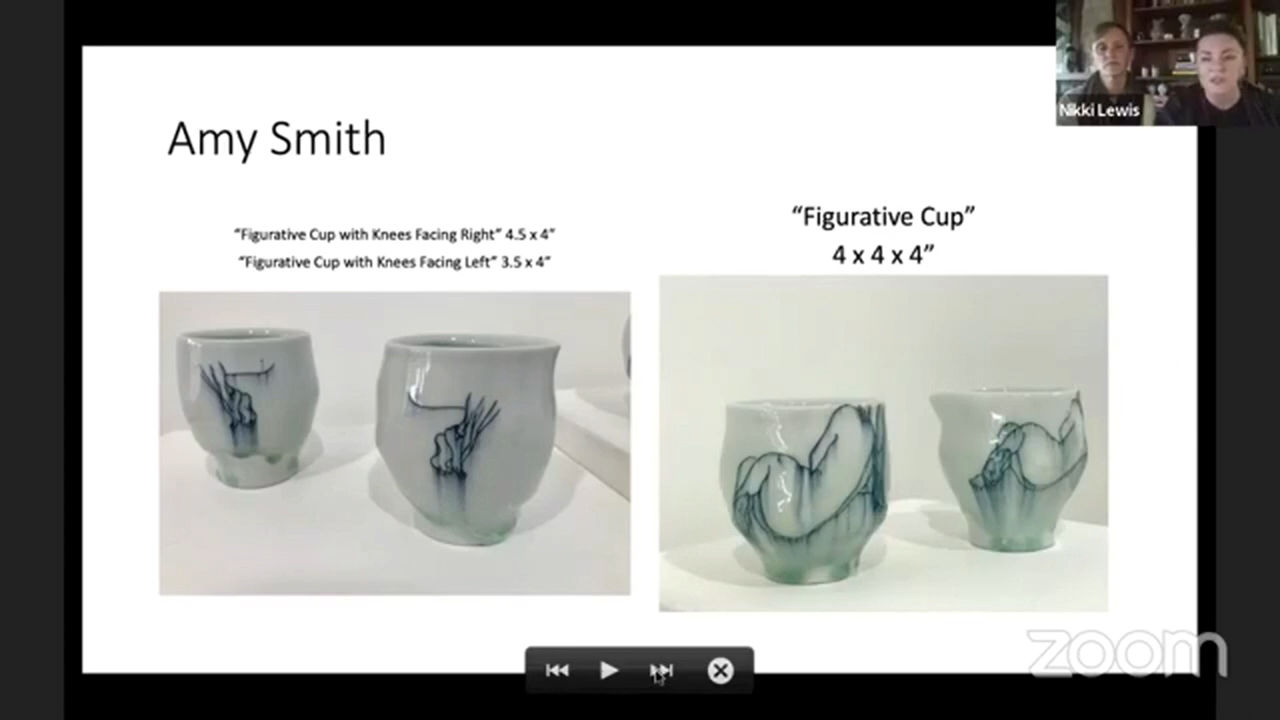 Nikki Lewis
Amy Smith
“Figurative Cup with Knees Facing Right” 4.5 x 4”
“Figurative Cup with Knees Facing Left” 3.5 x 4”
“Figurative Cup”
4 x 4 x 4”
zoom